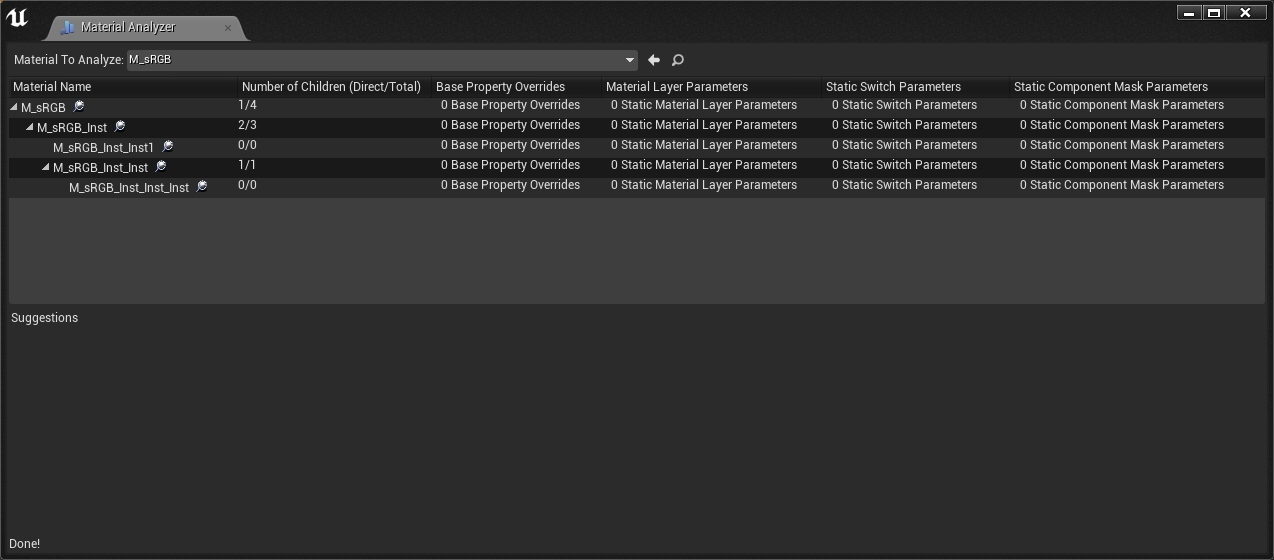 Material Analyzer
Material To Analyze: M_sRGB
Material Name Number of Children (Direct/Total) Base Property Overrides Material Layer Parameters Static Switch Parameters Static Component Mask Parameters
M_sRGB 1/4 0 Base Property Overrides 0 Static Material Layer Parameters 0 Static Switch Parameters 0 Static Component Mask Parameters
M_sRGB_Inst 2/3 0 Base Property Overrides 0 Static Material Layer Parameters 0 Static Switch Parameters 0 Static Component Mask Parameters
M_sRGB_Inst_Inst1 0/0 0 Base Property Overrides 0 Static Material Layer Parameters 0 Static Switch Parameters 0 Static Component Mask Parameters
M_sRGB_Inst_Inst 1/1 0 Base Property Overrides 0 Static Material Layer Parameters 0 Static Switch Parameters 0 Static Component Mask Parameters
M_sRGB_Inst_Inst_Inst 0/0 0 Base Property Overrides 0 Static Material Layer Parameters 0 Static Switch Parameters 0 Static Component Mask Parameters
Suggestions
Done!